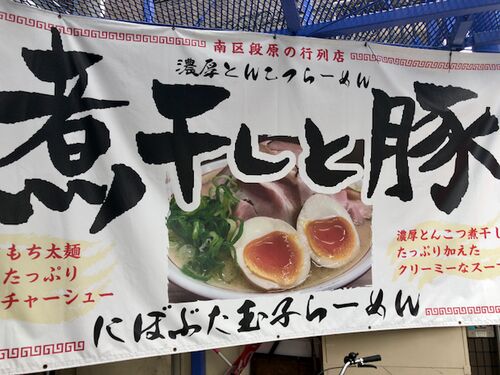 南区段原の行列店
濃厚とんこつらーめん
煮干しと豚
もち太麺
たっぷり
チャーシュー
濃厚とんこつ煮干し
たっぷり加えた
クリーミーなスー
にぼぶた玉子らーめん